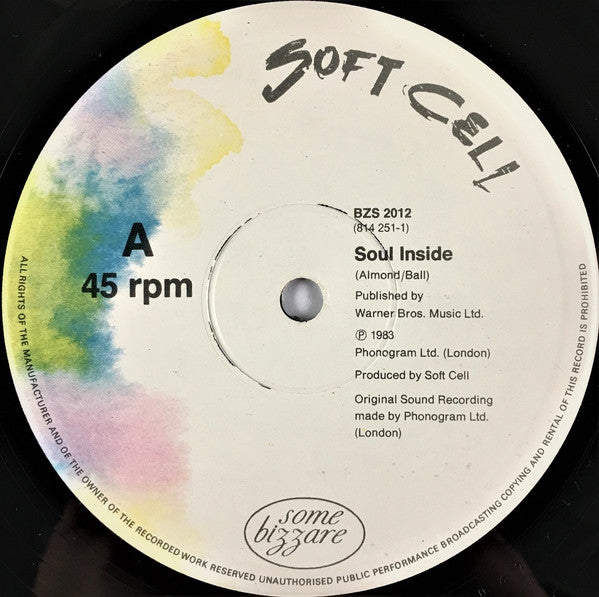 SOFT CELL
A
45 rpm
BZS 2012
(814 251-1)
Soul Inside
(Almond/Ball)
Published by
Warner Bros. Music Ltd.
℗ 1983
Phonogram Ltd. (London)
Produced by Soft Cell
Original Sound Recording
made by Phonogram Ltd.
(London)
some
bizzare
ALL RIGHTS OF THE MANUFACTURER AND OF THE OWNER OF THE RECORDED WORK RESERVED UNAUTHORISED PUBLIC PERFORMANCE BROADCASTING COPYING AND RENTAL OF THIS RECORD IS PROHIBITED